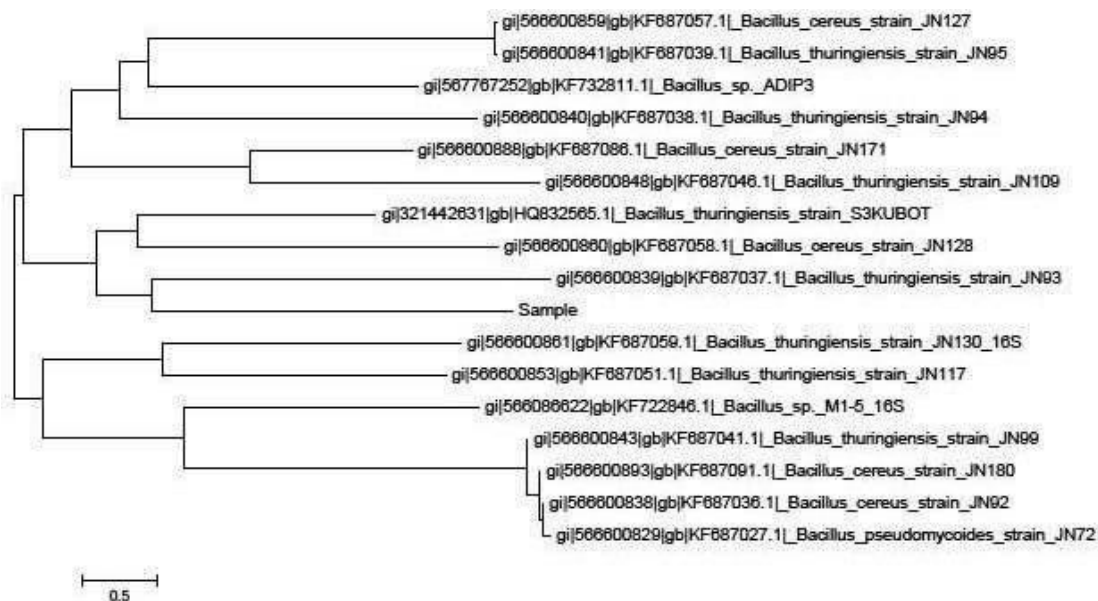 gi|566600859|gb|KF687057.1|_Bacillus_cereus_strain_JN127
gi|566600841|gb|KF687039.1|_Bacillus_thuringiensis_strain_JN95
gi|567767252|gb|KF732811.1|_Bacillus_sp._ADIP3
gi|566600840|gb|KF687038.1|_Bacillus_thuringiensis_strain_JN94
gi|566600888|gb|KF687086.1|_Bacillus_cereus_strain_JN171
gi|566600848|gb|KF687046.1|_Bacillus_thuringiensis_strain_JN109
gi|321442631|gb|HQ832565.1|_Bacillus_thuringiensis_strain_S3KUBOT
gi|566600860|gb|KF687058.1|_Bacillus_cereus_strain_JN128
gi|566600839|gb|KF687037.1|_Bacillus_thuringiensis_strain_JN93
Sample
gi|566600861|gb|KF687059.1|_Bacillus_thuringiensis_strain_JN130_16S
gi|566600853|gb|KF687051.1|_Bacillus_thuringiensis_strain_JN117
gi|566086622|gb|KF722846.1|_Bacillus_sp._M1-5_16S
gi|566600843|gb|KF687041.1|_Bacillus_thuringiensis_strain_JN99
gi|566600893|gb|KF687091.1|_Bacillus_cereus_strain_JN180
gi|566600838|gb|KF687036.1|_Bacillus_cereus_strain_JN92
gi|566600829|gb|KF687027.1|_Bacillus_pseudomycoides_strain_JN72
0.5